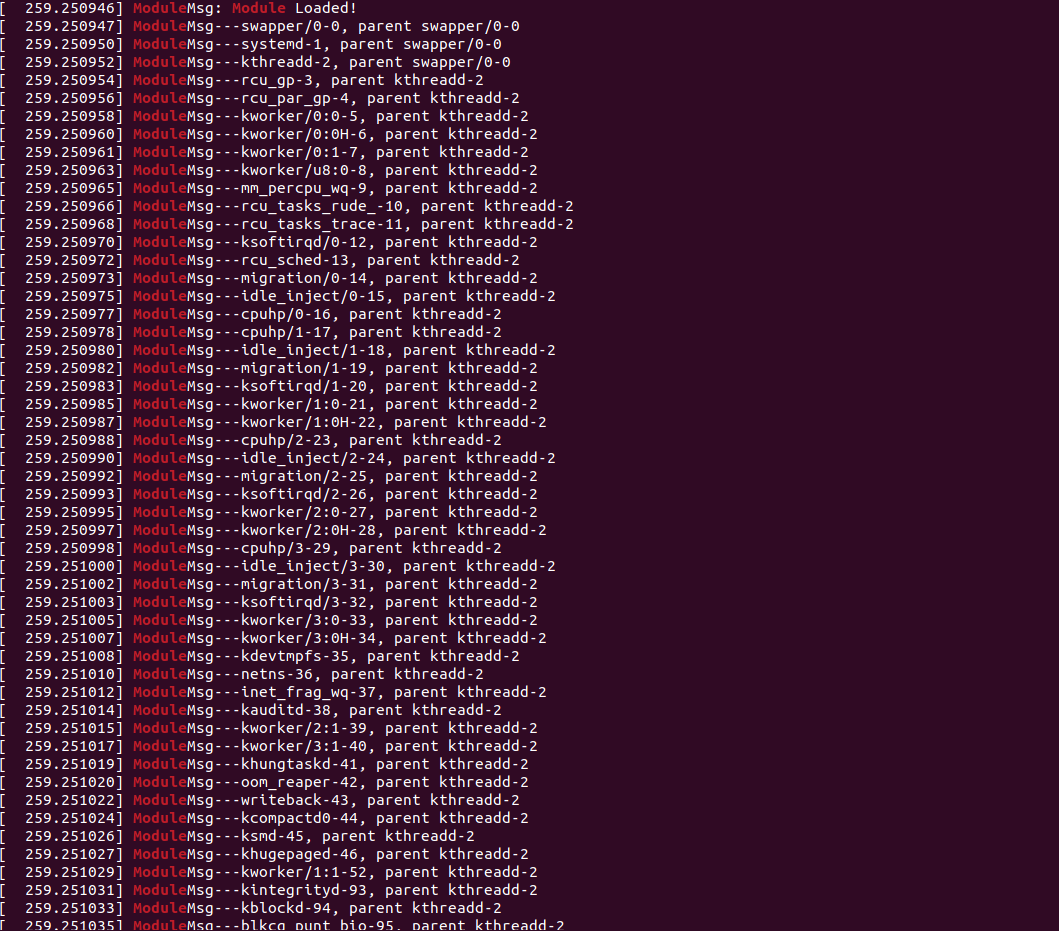 [  259.250946] ModuleMsg: Module Loaded!
[  259.250947] ModuleMsg---swapper/0-0, parent swapper/0-0
[  259.250950] ModuleMsg---systemd-1, parent swapper/0-0
[  259.250952] ModuleMsg---kthreadd-2, parent swapper/0-0
[  259.250954] ModuleMsg---rcu_gp-3, parent kthreadd-2
[  259.250956] ModuleMsg---rcu_par_gp-4, parent kthreadd-2
[  259.250958] ModuleMsg---kworker/0:0-5, parent kthreadd-2
[  259.250960] ModuleMsg---kworker/0:0H-6, parent kthreadd-2
[  259.250961] ModuleMsg---kworker/0:1-7, parent kthreadd-2
[  259.250963] ModuleMsg---kworker/u8:0-8, parent kthreadd-2
[  259.250965] ModuleMsg---mm_percpu_wq-9, parent kthreadd-2
[  259.250966] ModuleMsg---rcu_tasks_rude_-10, parent kthreadd-2
[  259.250968] ModuleMsg---rcu_tasks_trace-11, parent kthreadd-2
[  259.250970] ModuleMsg---ksoftirqd/0-12, parent kthreadd-2
[  259.250972] ModuleMsg---rcu_sched-13, parent kthreadd-2
[  259.250973] ModuleMsg---migration/0-14, parent kthreadd-2
[  259.250975] ModuleMsg---idle_inject/0-15, parent kthreadd-2
[  259.250977] ModuleMsg---cpuhp/0-16, parent kthreadd-2
[  259.250978] ModuleMsg---cpuhp/1-17, parent kthreadd-2
[  259.250980] ModuleMsg---idle_inject/1-18, parent kthreadd-2
[  259.250982] ModuleMsg---migration/1-19, parent kthreadd-2
[  259.250983] ModuleMsg---ksoftirqd/1-20, parent kthreadd-2
[  259.250985] ModuleMsg---kworker/1:0-21, parent kthreadd-2
[  259.250987] ModuleMsg---kworker/1:0H-22, parent kthreadd-2
[  259.250988] ModuleMsg---cpuhp/2-23, parent kthreadd-2
[  259.250990] ModuleMsg---idle_inject/2-24, parent kthreadd-2
[  259.250992] ModuleMsg---migration/2-25, parent kthreadd-2
[  259.250993] ModuleMsg---ksoftirqd/2-26, parent kthreadd-2
[  259.250995] ModuleMsg---kworker/2:0-27, parent kthreadd-2
[  259.250997] ModuleMsg---kworker/2:0H-28, parent kthreadd-2
[  259.250998] ModuleMsg---cpuhp/3-29, parent kthreadd-2
[  259.251000] ModuleMsg---idle_inject/3-30, parent kthreadd-2
[  259.251002] ModuleMsg---migration/3-31, parent kthreadd-2
[  259.251003] ModuleMsg---ksoftirqd/3-32, parent kthreadd-2
[  259.251005] ModuleMsg---kworker/3:0-33, parent kthreadd-2
[  259.251007] ModuleMsg---kworker/3:0H-34, parent kthreadd-2
[  259.251008] ModuleMsg---kdevtmpfs-35, parent kthreadd-2
[  259.251010] ModuleMsg---netns-36, parent kthreadd-2
[  259.251012] ModuleMsg---inet_frag_wq-37, parent kthreadd-2
[  259.251014] ModuleMsg---kauditd-38, parent kthreadd-2
[  259.251015] ModuleMsg---kworker/2:1-39, parent kthreadd-2
[  259.251017] ModuleMsg---kworker/3:1-40, parent kthreadd-2
[  259.251019] ModuleMsg---khungtaskd-41, parent kthreadd-2
[  259.251020] ModuleMsg---oom_reaper-42, parent kthreadd-2
[  259.251022] ModuleMsg---writeback-43, parent kthreadd-2
[  259.251024] ModuleMsg---kcompactd0-44, parent kthreadd-2
[  259.251026] ModuleMsg---ksmd-45, parent kthreadd-2
[  259.251027] ModuleMsg---khugepaged-46, parent kthreadd-2
[  259.251029] ModuleMsg---kworker/1:1-52, parent kthreadd-2
[  259.251031] ModuleMsg---kintegrityd-93, parent kthreadd-2
[  259.251033] ModuleMsg---kblockd-94, parent kthreadd-2
[  259.251035] ModuleMsg---blkcg_punt_bio-95, parent kthreadd-2